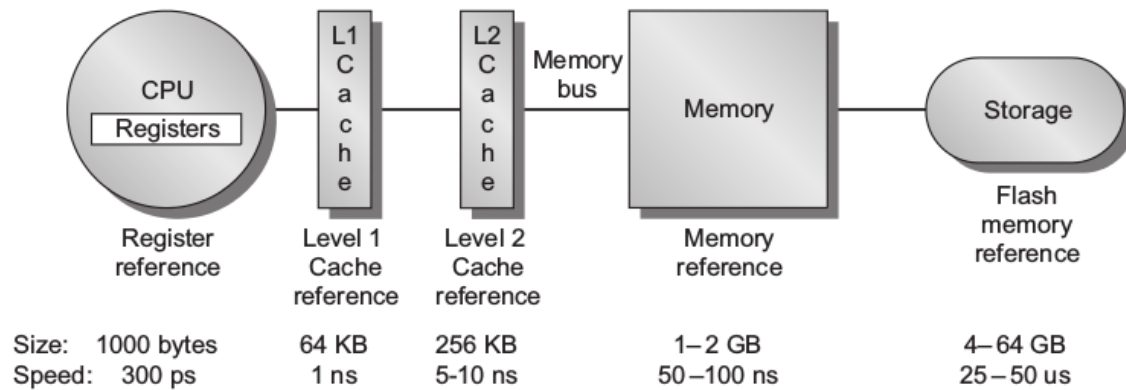 CPU
Registers
L1
C
a
c
h
e
L2
C
a
c
h
e
Memory
bus
Memory
Storage
Register
reference
Level 1
Cache
reference
Level 2
Cache
reference
Memory
reference
Flash
memory
reference
Size: 1000 bytes 64 KB 256 KB 1–2 GB 4–64 GB
Speed: 300 ps 1 ns 5-10 ns 50–100 ns 25–50 us